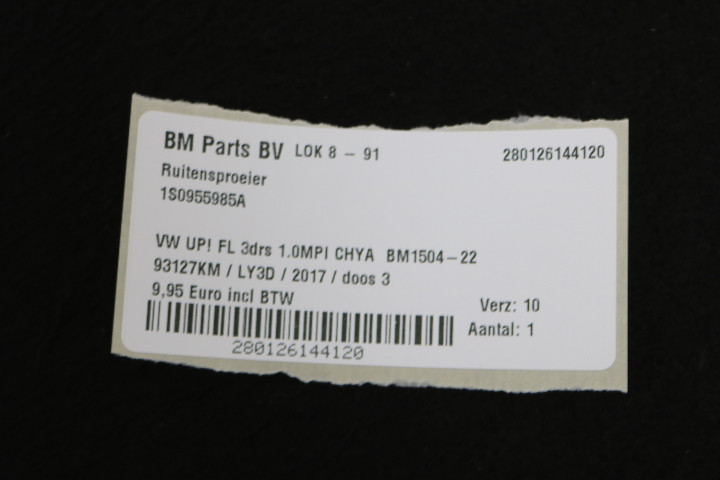 BM Parts BV LOK 8 - 91 280126144120
Ruitensproeier
1S0955985A
VW UP! FL 3drs 1.0MPI CHYA BM1504-22
93127KM / LY3D / 2017 / doos 3
9,95 Euro incl BTW
Verz: 10
Aantal: 1
280126144120